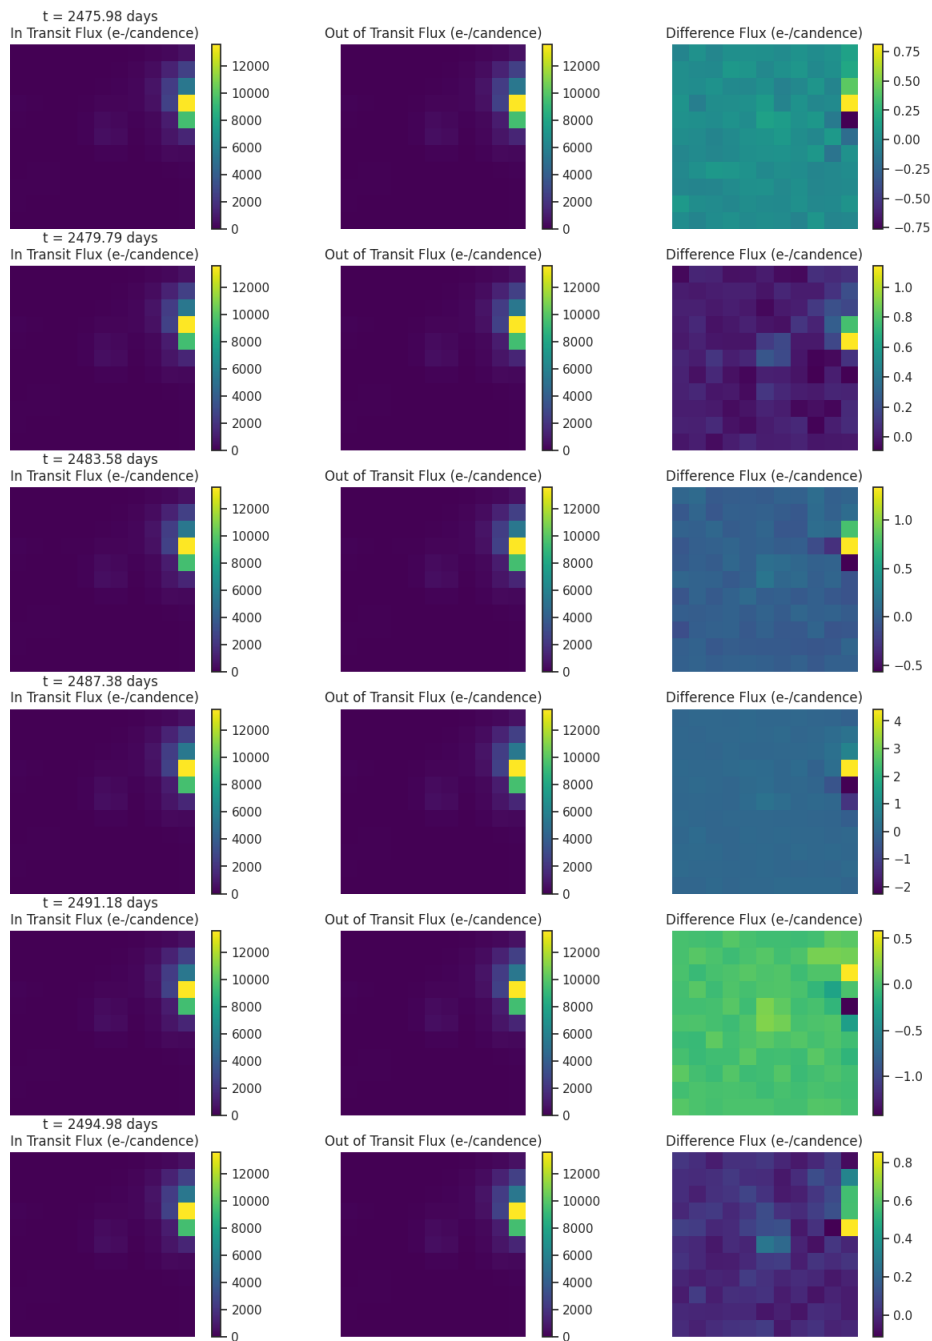 t = 2475.98 days
In Transit Flux (e-/candence) Out of Transit Flux (e-/candence) Difference Flux (e-/candence)
12000 12000 0.75
10000 10000 0.50
8000 8000 0.25
6000 6000 0.00
4000 4000 −0.25
2000 2000 −0.50
0 0 −0.75
t = 2479.79 days
In Transit Flux (e-/candence) Out of Transit Flux (e-/candence) Difference Flux (e-/candence)
12000 12000 1.0
10000 10000 0.8
8000 8000 0.6
6000 6000 0.4
4000 4000 0.2
2000 2000 0.0
0 0
t = 2483.58 days
In Transit Flux (e-/candence) Out of Transit Flux (e-/candence) Difference Flux (e-/candence)
12000 12000 1.0
10000 10000 0.5
8000 8000 0.0
6000 6000 −0.5
4000 4000
2000 2000
0 0
t = 2487.38 days
In Transit Flux (e-/candence) Out of Transit Flux (e-/candence) Difference Flux (e-/candence)
12000 12000 4
10000 10000 3
8000 8000 2
6000 6000 1
4000 4000 0
2000 2000 −1
0 0 −2
t = 2491.18 days
In Transit Flux (e-/candence) Out of Transit Flux (e-/candence) Difference Flux (e-/candence)
12000 12000 0.5
10000 10000 0.0
8000 8000 −0.5
6000 6000 −1.0
4000 4000
2000 2000
0 0
t = 2494.98 days
In Transit Flux (e-/candence) Out of Transit Flux (e-/candence) Difference Flux (e-/candence)
12000 12000 0.8
10000 10000 0.6
8000 8000 0.4
6000 6000 0.2
4000 4000 0.0
2000 2000
0 0